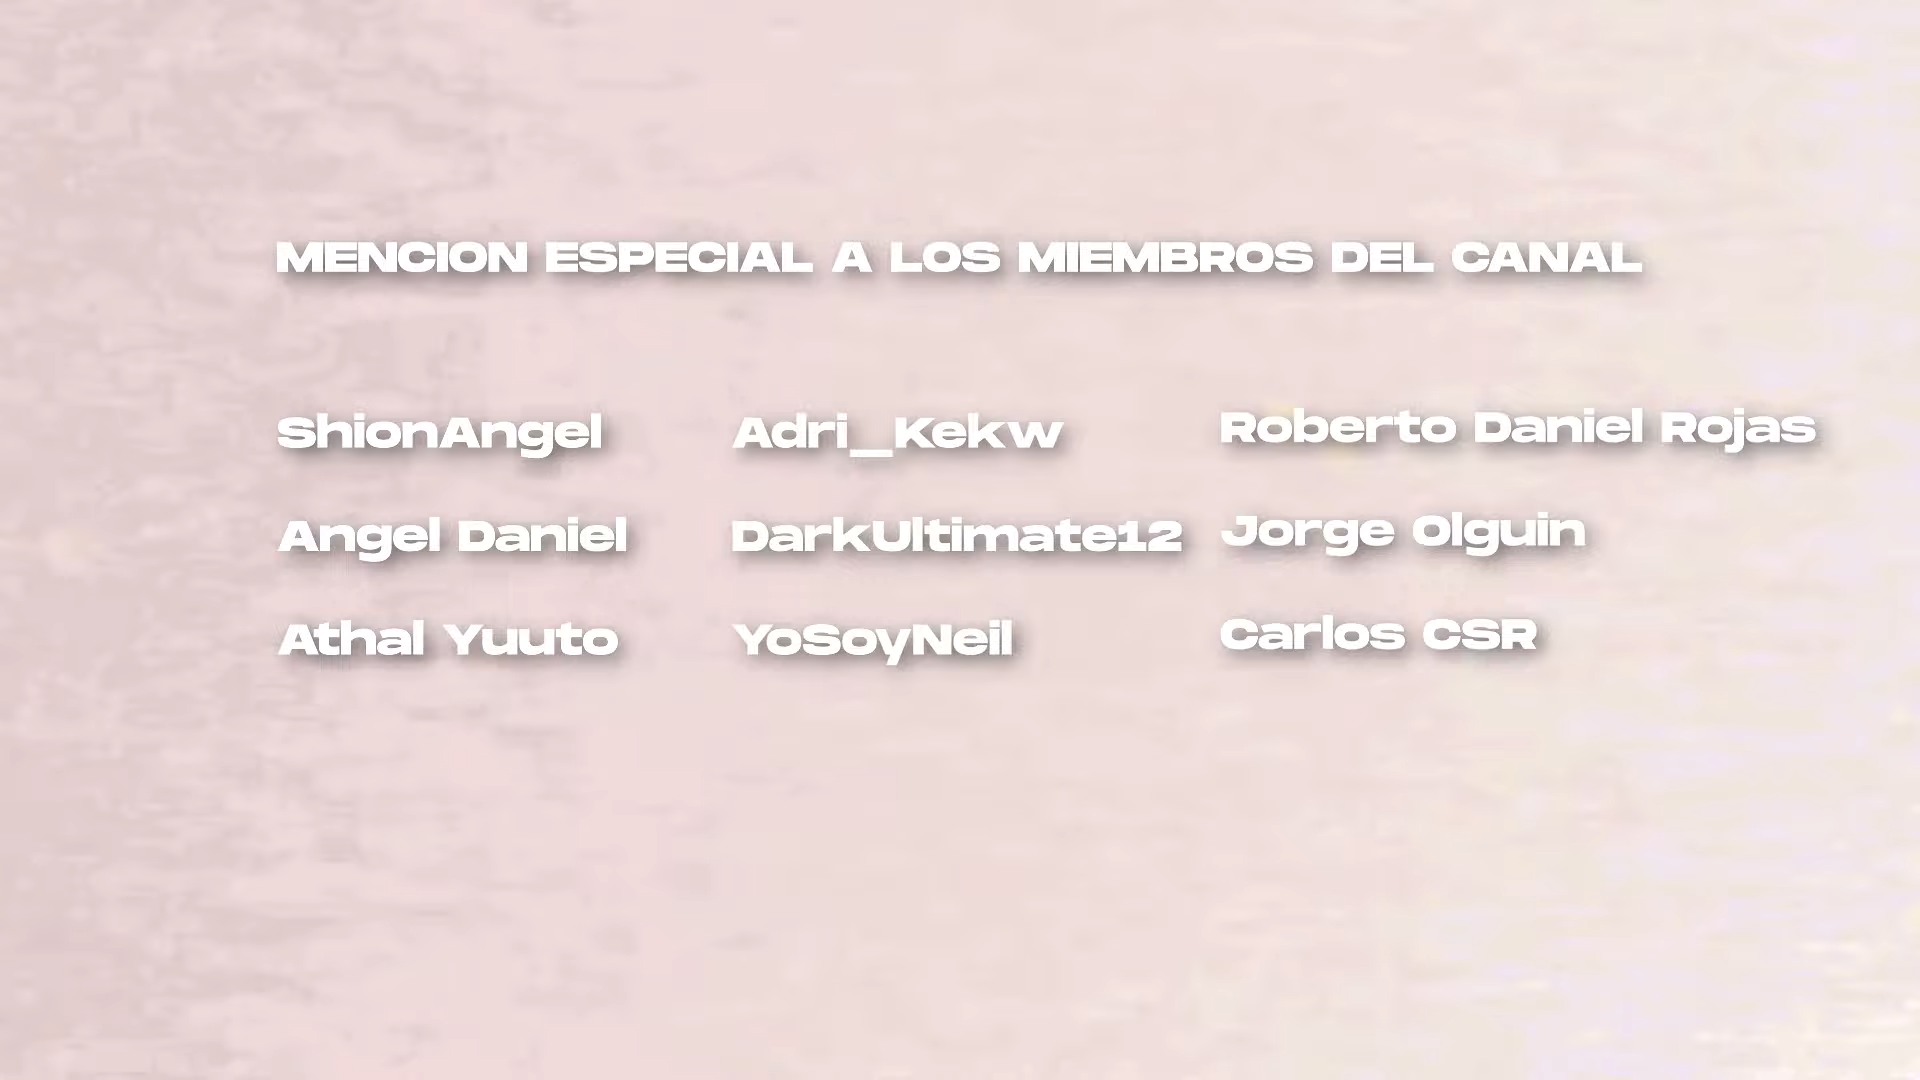 MENCION ESPECIAL A LOS MIEMBROS DEL CANAL
ShionAngel
Angel Daniel
Athal Yuuto
Adri_Kekw
DarkUltimate12
YoSoyNeil
Roberto Daniel Rojas
Jorge Olguin
Carlos CSR